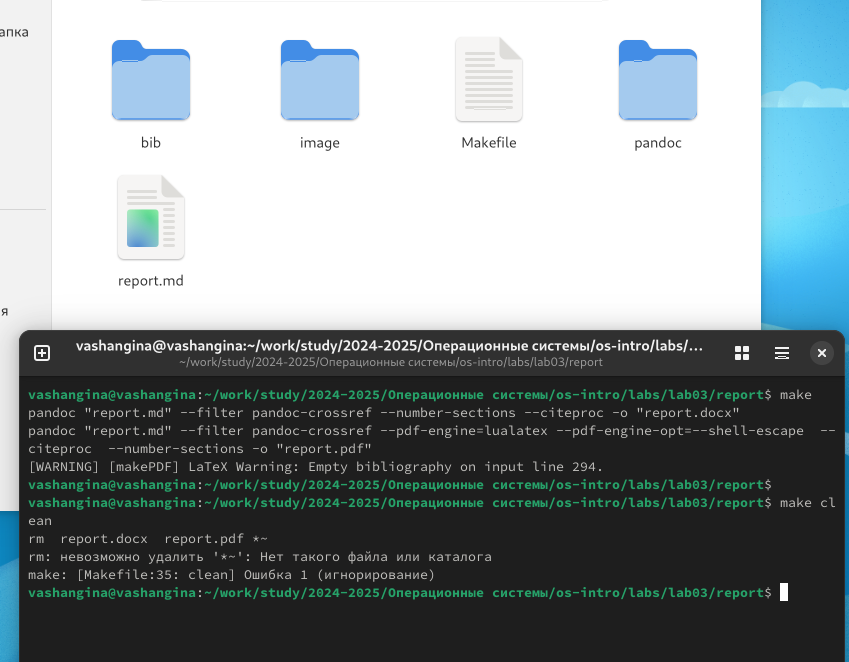 апка
bib
image
Makefile
pandoc
report.md
я
vashangina@vashangina:~/work/study/2024-2025/Операционные системы/os-intro/labs/...
~/work/study/2024-2025/Операционные системы/os-intro/labs/lab03/report
vashangina@vashangina:~/work/study/2024-2025/Операционные системы/os-intro/labs/lab03/report$ make
pandoc "report.md" --filter pandoc-crossref --number-sections --citeproc -o "report.docx"
pandoc "report.md" --filter pandoc-crossref --pdf-engine=lualatex --pdf-engine-opt=--shell-escape  --
citeproc  --number-sections -o "report.pdf"
[WARNING] [makePDF] LaTeX Warning: Empty bibliography on input line 294.
vashangina@vashangina:~/work/study/2024-2025/Операционные системы/os-intro/labs/lab03/report$
vashangina@vashangina:~/work/study/2024-2025/Операционные системы/os-intro/labs/lab03/report$ make cl
ean
rm  report.docx  report.pdf *~
rm: невозможно удалить '*~': Нет такого файла или каталога
make: [Makefile:35: clean] Ошибка 1 (игнорирование)
vashangina@vashangina:~/work/study/2024-2025/Операционные системы/os-intro/labs/lab03/report$